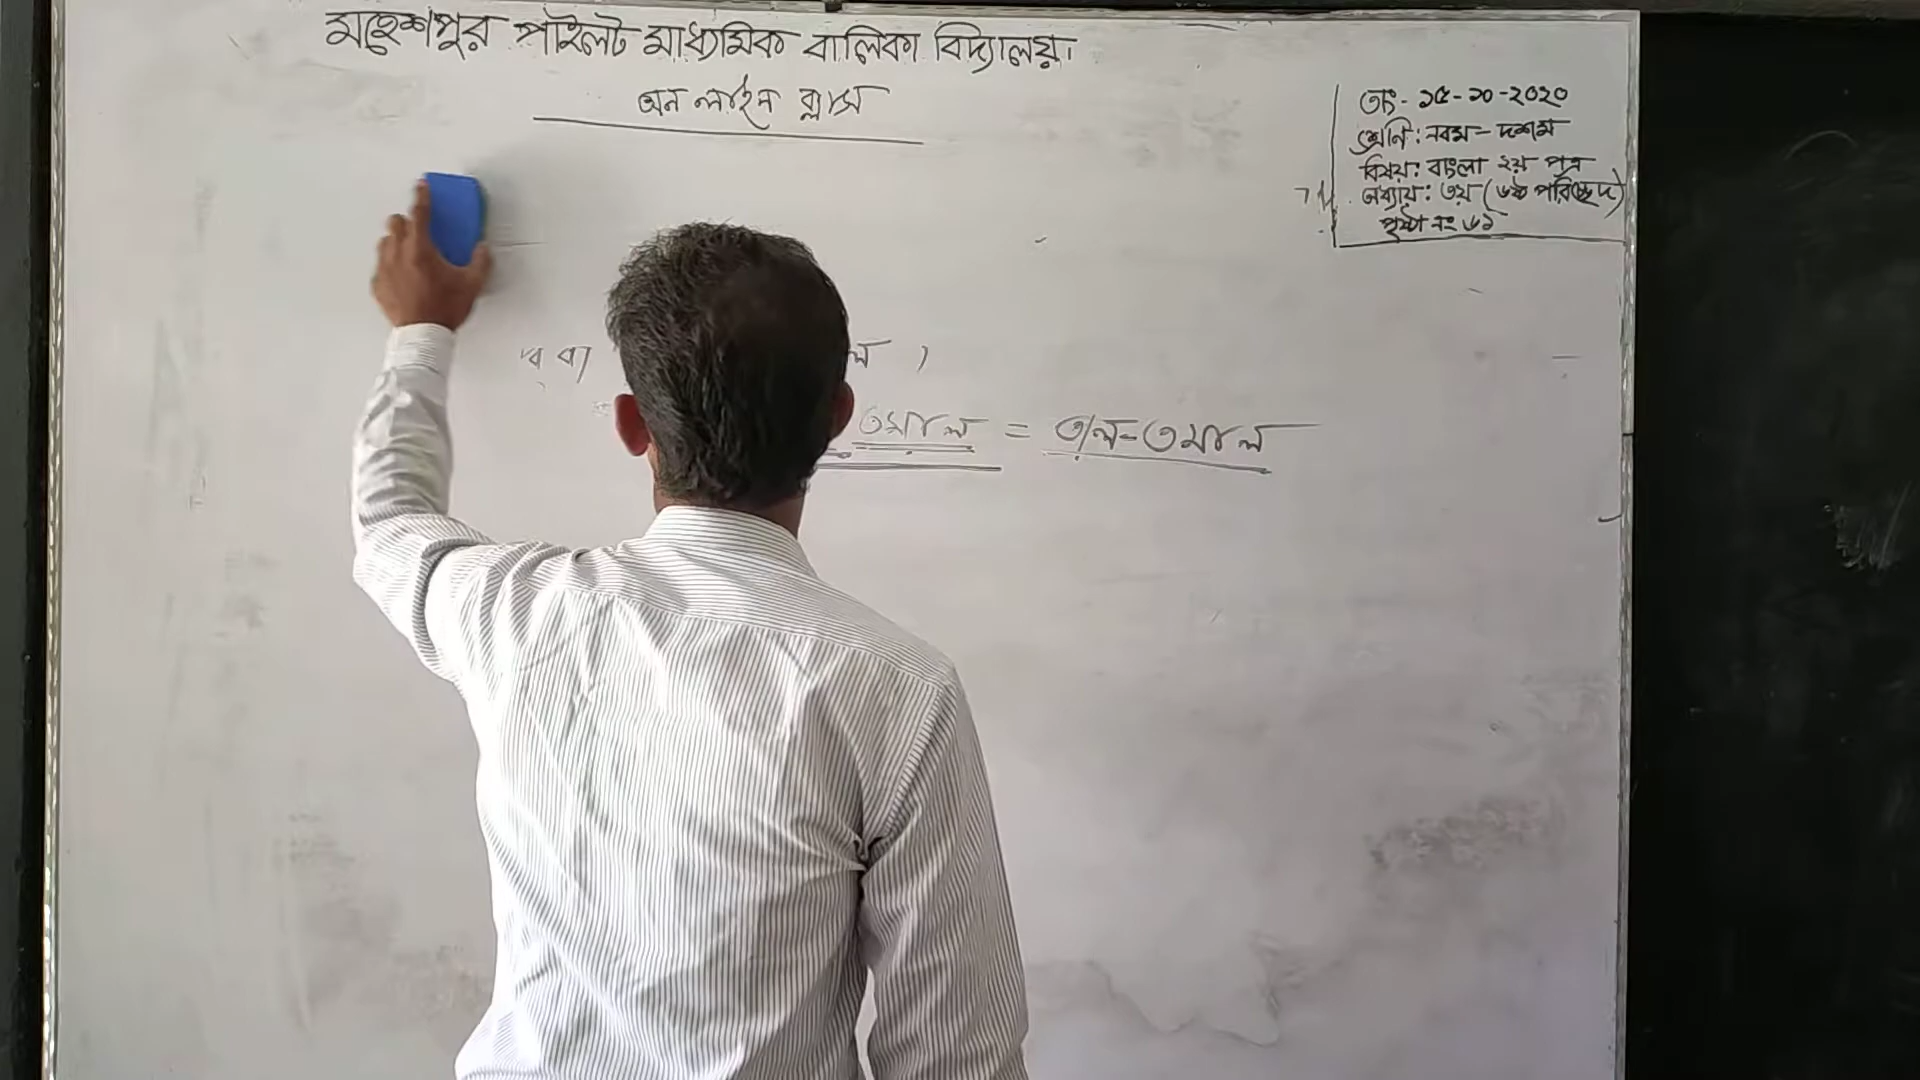 মহেশপুর পাইলট মাধ্যমিক বালিকা বিদ্যালয়।
অন লাইন ক্লাস
তাং- ১৫-১০-২০২০
শ্রেণি: নবম-দশম
বিষয়: বাংলা ২য় পত্র
অধ্যায়: ৩য় (৬ষ্ঠ পরিচ্ছেদ)
পৃষ্ঠা নং ৬১
তমাল = তাল-তমাল